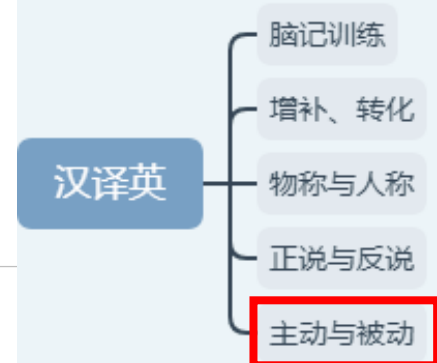 脑记训练
增补、转化
汉译英
物称与人称
正说与反说
主动与被动